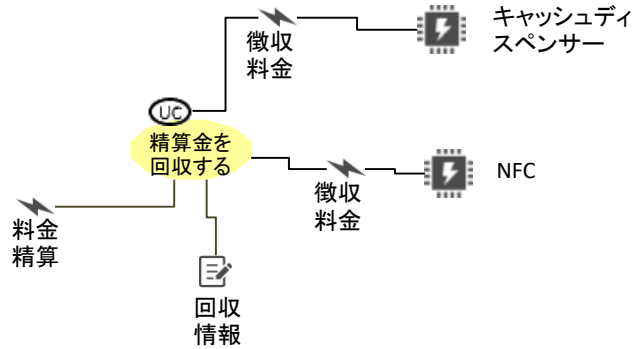 キャッシュディ
スペンサー
徴収
料金
UC
精算金を
回収する
NFC
徴収
料金
料金
精算
回収
情報